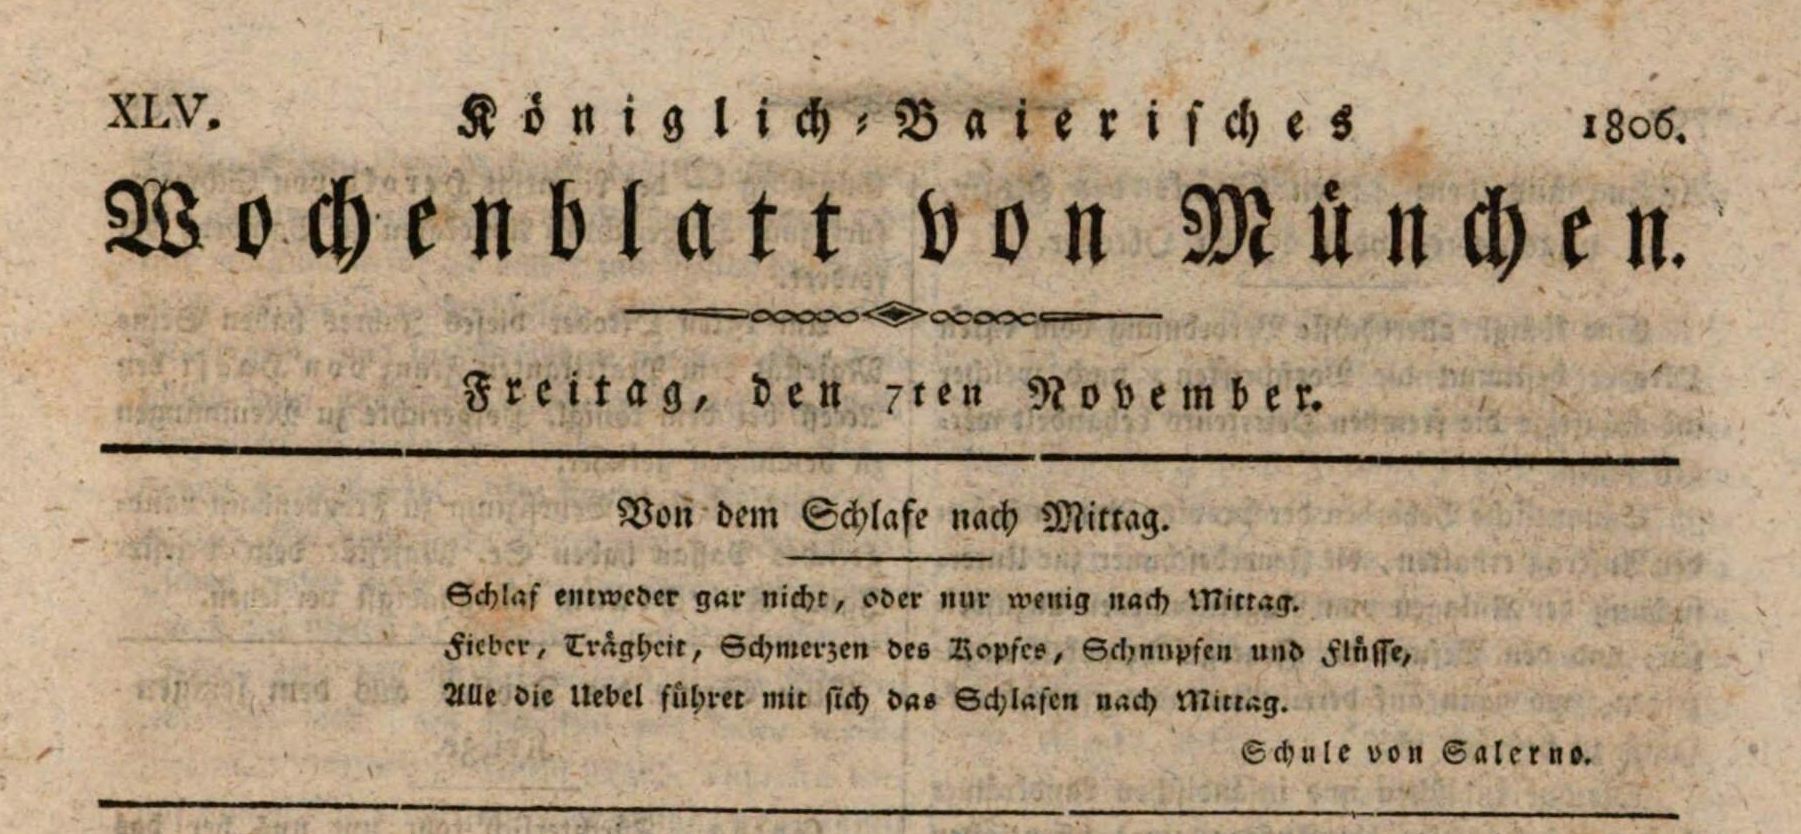 XLV. Königlich-Baierisches 1806.
Wochenblatt von München.
Freitag, den 7ten November.
Von dem Schlafe nach Mittag.
Schlaf entweder gar nicht, oder nur wenig nach Mittag.
Fieber, Trägheit, Schmerzen des Kopfes, Schnupfen und Flüsse,
Alle die Uebel führet mit sich das Schlafen nach Mittag.
Schule von Salerno.